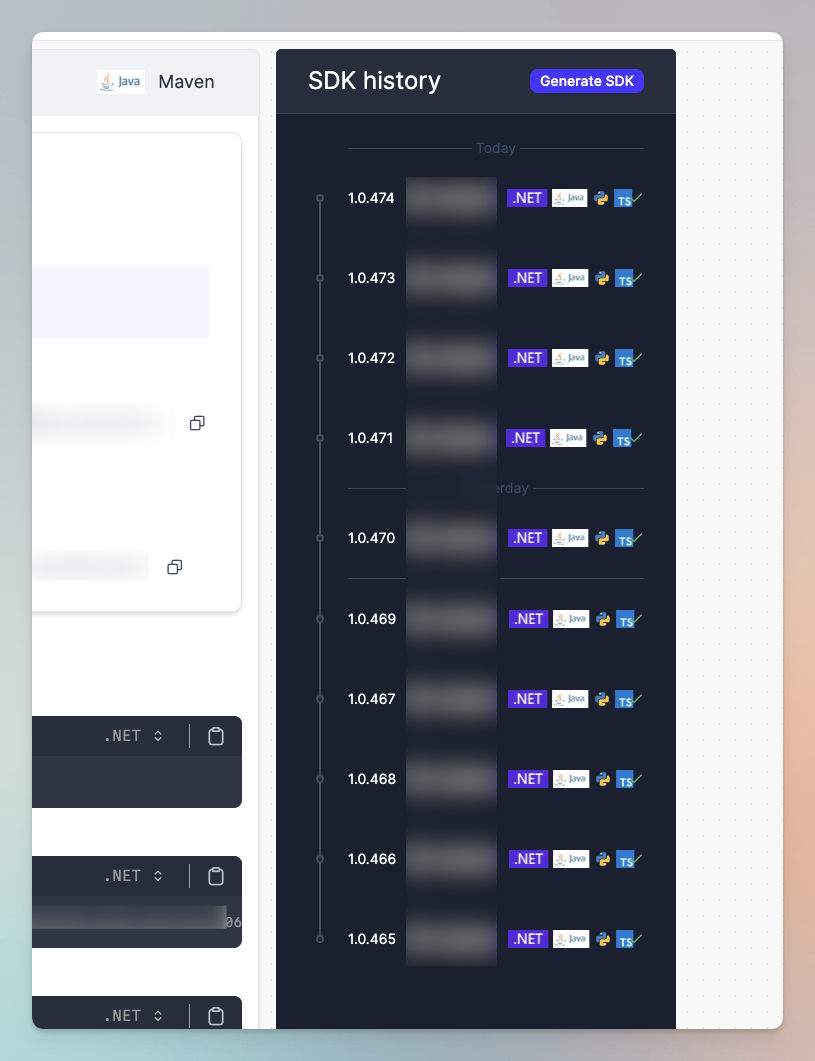 Java Maven
SDK history
Generate SDK
Today
1.0.474 .NET Java TS
1.0.473 .NET Java TS
1.0.472 .NET Java TS
1.0.471 .NET Java TS
erday
1.0.470 .NET Java TS
1.0.469 .NET Java TS
1.0.467 .NET Java TS
1.0.468 .NET Java TS
1.0.466 .NET Java TS
1.0.465 .NET Java TS
.NET
.NET
06
.NET